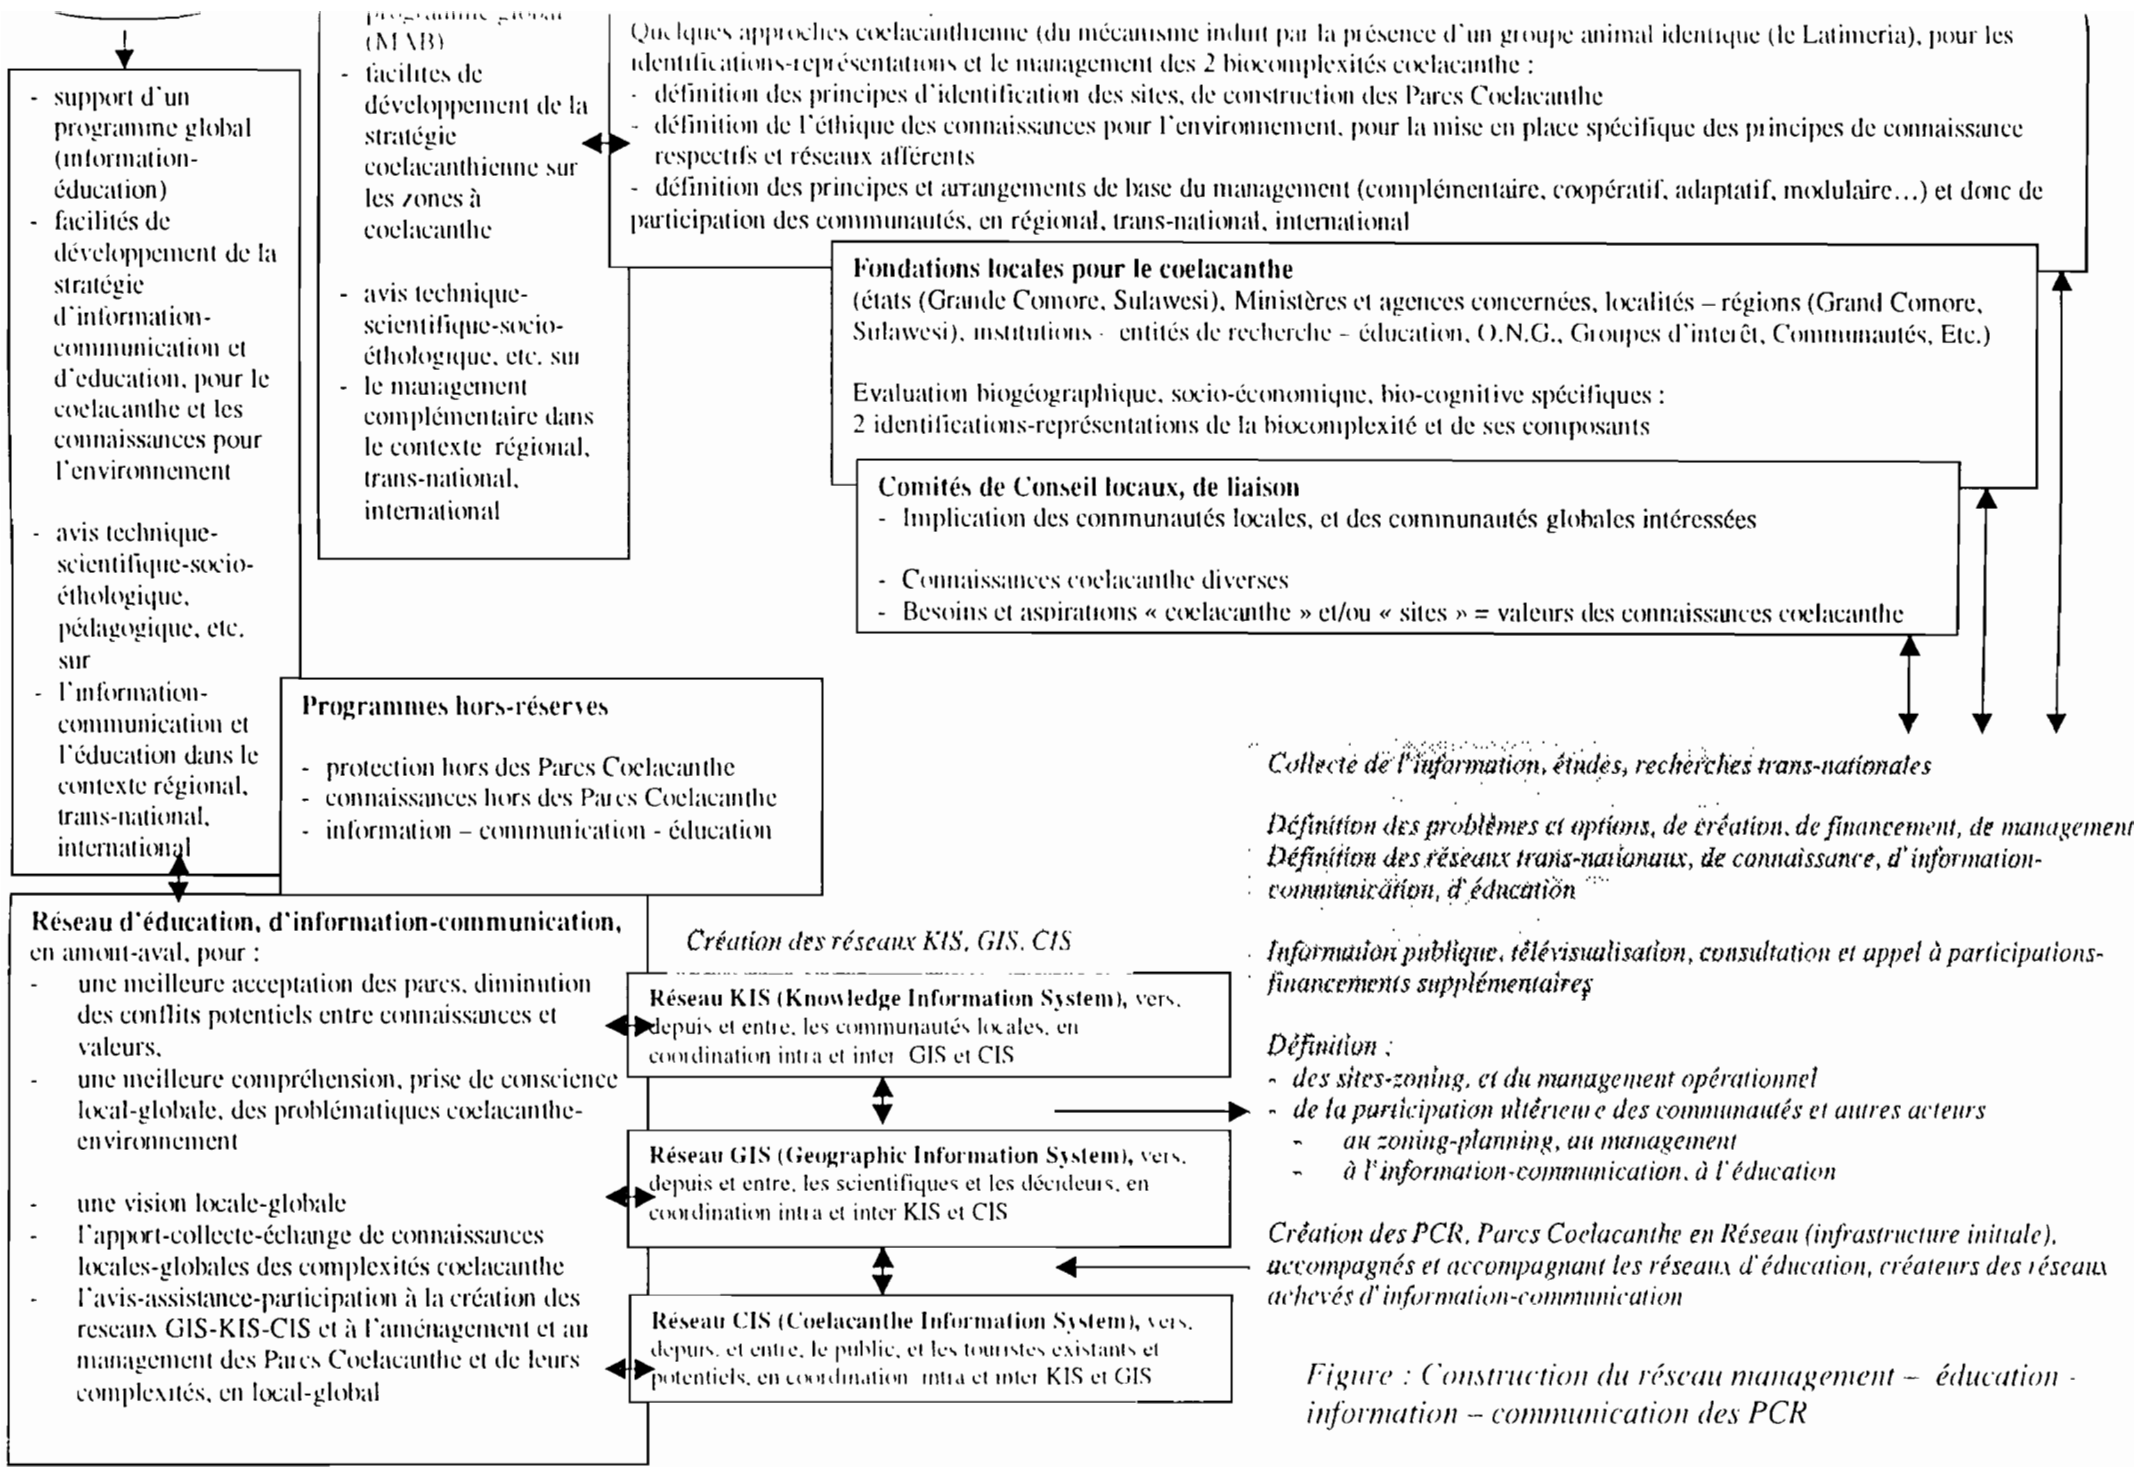 - support d'un
programme global
(information-
éducation)
- facilités de
développement de la
stratégie
d'information-
communication et
d'education, pour le
coelacanthe et les
connaissances pour
l'environnement
- avis technique-
scientifique-socio-
éthologique,
pédagogique, etc.
sur
- l'information-
communication et
l'éducation dans le
contexte régional,
trans-national,
international
programme global
(MAB)
- facilites de
développement de la
stratégie
coelacanthienne sur
les zones à
coelacanthe
- avis technique-
scientifique-socio-
éthologique, etc. sur
- le management
complémentaire dans
le contexte régional,
trans-national,
international
Quelques approches coelacanthienne (du mécanisme induit par la présence d'un groupe animal identique (le Latimeria), pour les
identifications-représentations et le management des 2 biocomplexités coelacanthe :
- définition des principes d'identification des sites, de construction des Parcs Coelacanthe
- définition de l'éthique des connaissances pour l'environnement, pour la mise en place spécifique des principes de connaissance
respectifs et réseaux afférents
- définition des principes et arrangements de base du management (complémentaire, coopératif, adaptatif, modulaire…) et donc de
participation des communautés, en régional, trans-national, international
Fondations locales pour le coelacanthe
(états (Grande Comore, Sulawesi), Ministères et agences concernées, localités – régions (Grand Comore,
Sulawesi), institutions - entités de recherche – éducation, O.N.G., Groupes d'interêt, Communautés, Etc.)
Evaluation biogéographique, socio-économique, bio-cognitive spécifiques :
2 identifications-représentations de la biocomplexité et de ses composants
Comités de Conseil locaux, de liaison
- Implication des communautés locales, et des communautés globales intéressées
- Connaissances coelacanthe diverses
- Besoins et aspirations « coelacanthe » et/ou « sites » = valeurs des connaissances coelacanthe
Programmes hors-réserves
- protection hors des Parcs Coelacanthe
- connaissances hors des Parcs Coelacanthe
- information – communication - éducation
Réseau d'éducation, d'information-communication,
en amont-aval, pour :
- une meilleure acceptation des parcs, diminution
des conflits potentiels entre connaissances et
valeurs,
- une meilleure compréhension, prise de conscience
local-globale, des problématiques coelacanthe-
environnement
- une vision locale-globale
- l'apport-collecte-échange de connaissances
locales-globales des complexités coelacanthe
- l'avis-assistance-participation à la création des
reseaux GIS-KIS-CIS et à l'aménagement et au
management des Parcs Coelacanthe et de leurs
complexités, en local-global
Création des réseaux KIS, GIS, CIS
Réseau KIS (Knowledge Information System), vers,
depuis et entre, les communautés locales, en
coordination intra et inter GIS et CIS
Réseau GIS (Geographic Information System), vers,
depuis et entre, les scientifiques et les décideurs, en
coordination intra et inter KIS et CIS
Réseau CIS (Coelacanthe Information System), vers,
depuis, et entre, le public, et les touristes existants et
potentiels, en coordination intra et inter KIS et GIS
Collecte de l'information, études, recherches trans-nationales
Définition des problèmes et options, de création, de financement, de management
Définition des réseaux trans-nationaux, de connaissance, d'information-
communication, d'éducation
Information publique, télévisualisation, consultation et appel à participations-
financements supplémentaires
Définition :
- des sites-zoning, et du management opérationnel
- de la participation ultérieure des communautés et autres acteurs
- au zoning-planning, au management
- à l'information-communication, à l'éducation
Création des PCR, Parcs Coelacanthe en Réseau (infrastructure initiale),
accompagnés et accompagnant les réseaux d'éducation, créateurs des réseaux
achevés d'information-communication
Figure : Construction du réseau management – éducation -
information – communication des PCR